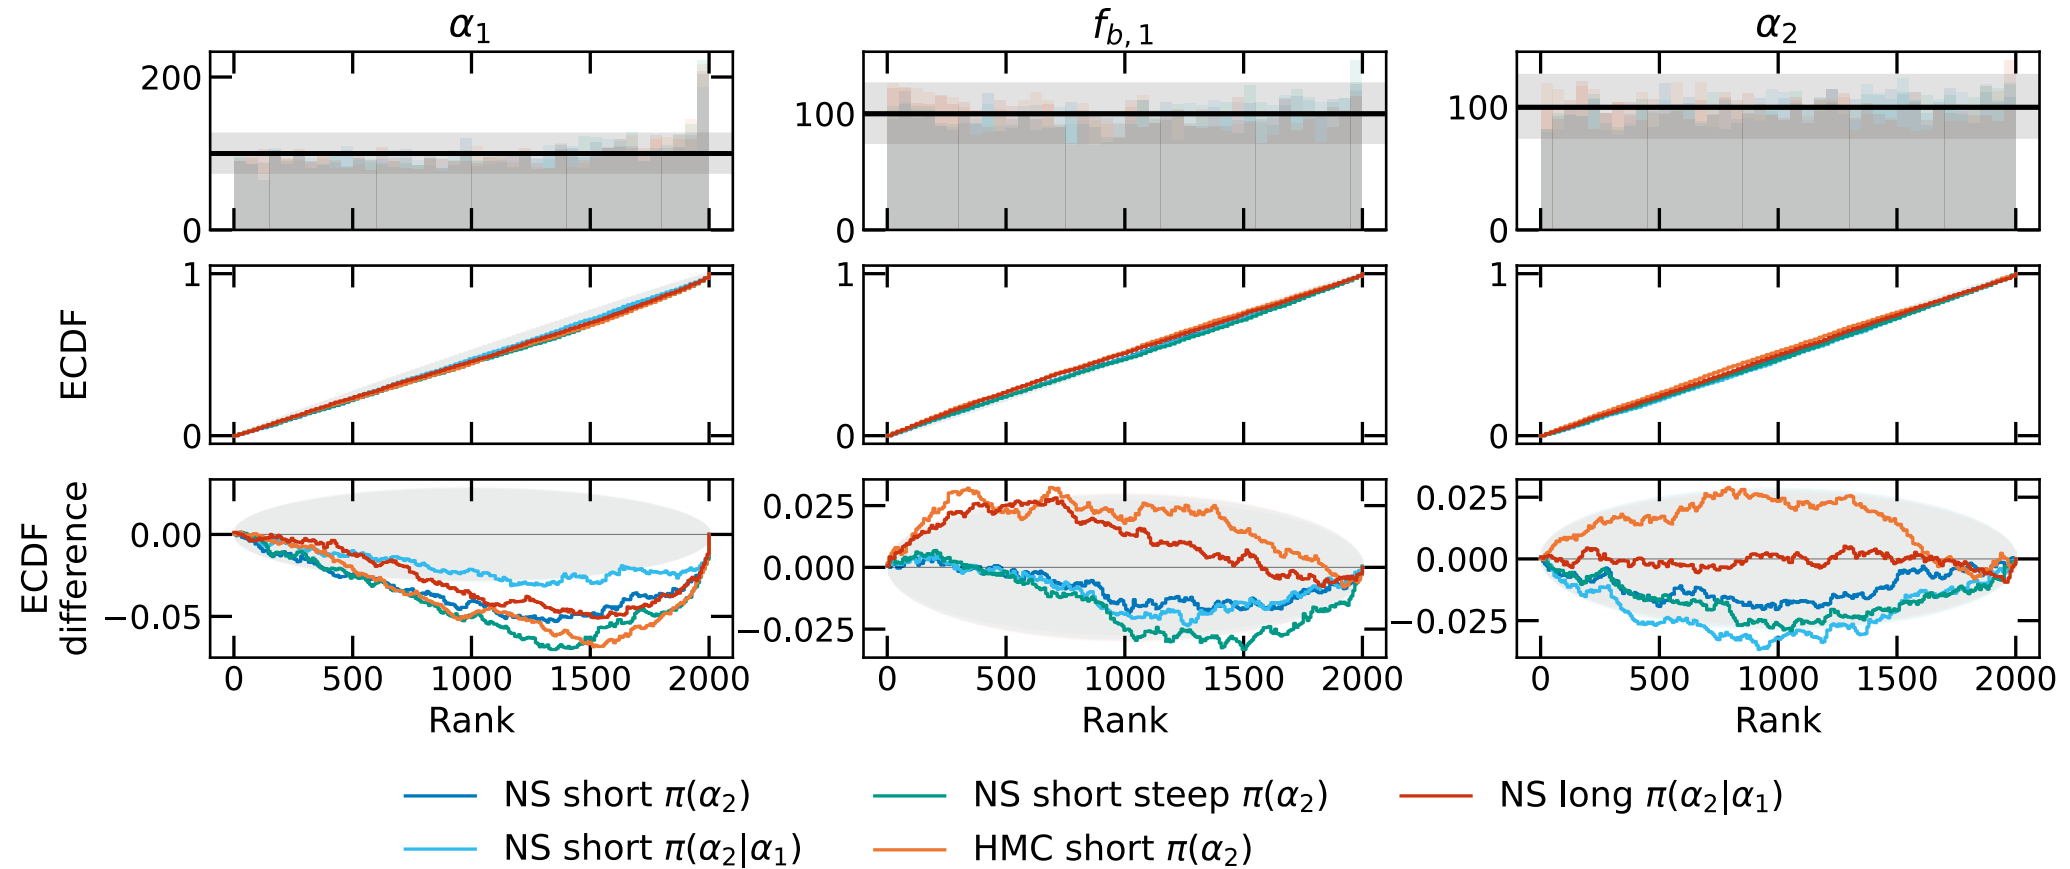 α₁ f_{b, 1} α₂
200
0
100
0
100
0
ECDF
1
0
1
0
1
0
ECDF
difference
0.00
−0.05
0.025
0.000
−0.025
0.025
0.000
−0.025
0 500 1000 1500 2000
0 500 1000 1500 2000
0 500 1000 1500 2000
Rank Rank Rank
NS short π(α₂) NS short steep π(α₂) NS long π(α₂|α₁)
NS short π(α₂|α₁) HMC short π(α₂)